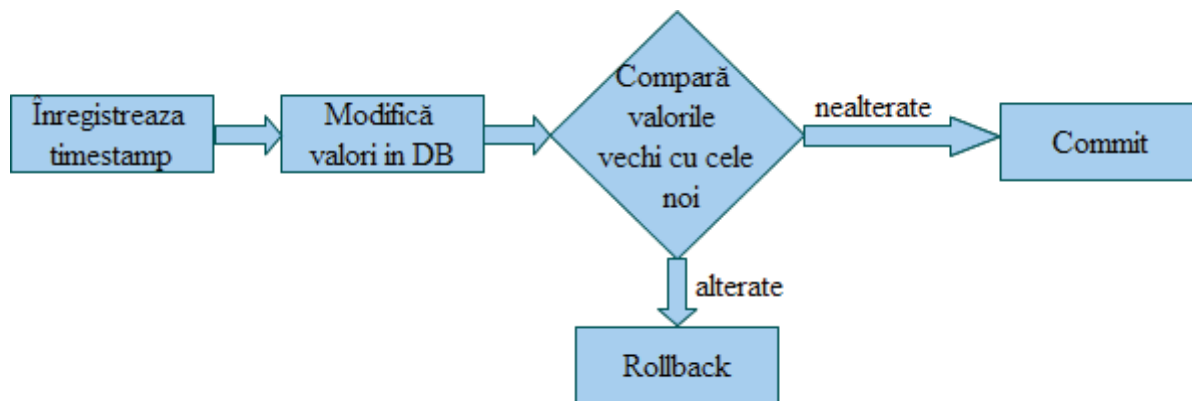 Înregistreaza
timestamp
Modifică
valori in DB
Compară
valorile
vechi cu cele
noi
nealterate
Commit
alterate
Rollback